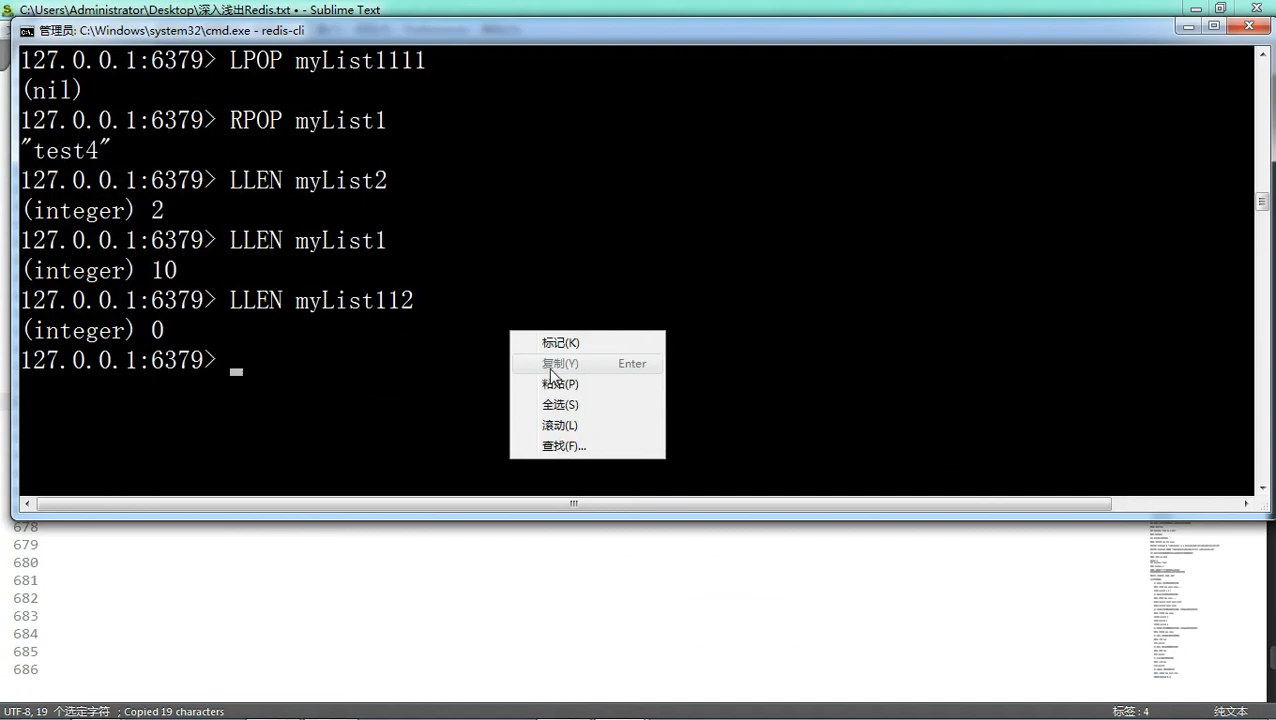 C:\Users\Administrator\Desktop\深入浅出Redis.txt • - Sublime Text
管理员: C:\Windows\system32\cmd.exe - redis-cli
127.0.0.1:6379> LPOP myList1111
(nil)
127.0.0.1:6379> RPOP myList1
"test4"
127.0.0.1:6379> LLEN myList2
(integer) 2
127.0.0.1:6379> LLEN myList1
(integer) 10
127.0.0.1:6379> LLEN myList112
(integer) 0
127.0.0.1:6379>
标记(K)
复制(Y) Enter
粘贴(P)
全选(S)
滚动(L)
查找(F)...
678
679
680
681
682
683
684
685
686
UTF-8, 19 个选定字符 ; Copied 19 characters
标签: 4
纯文本